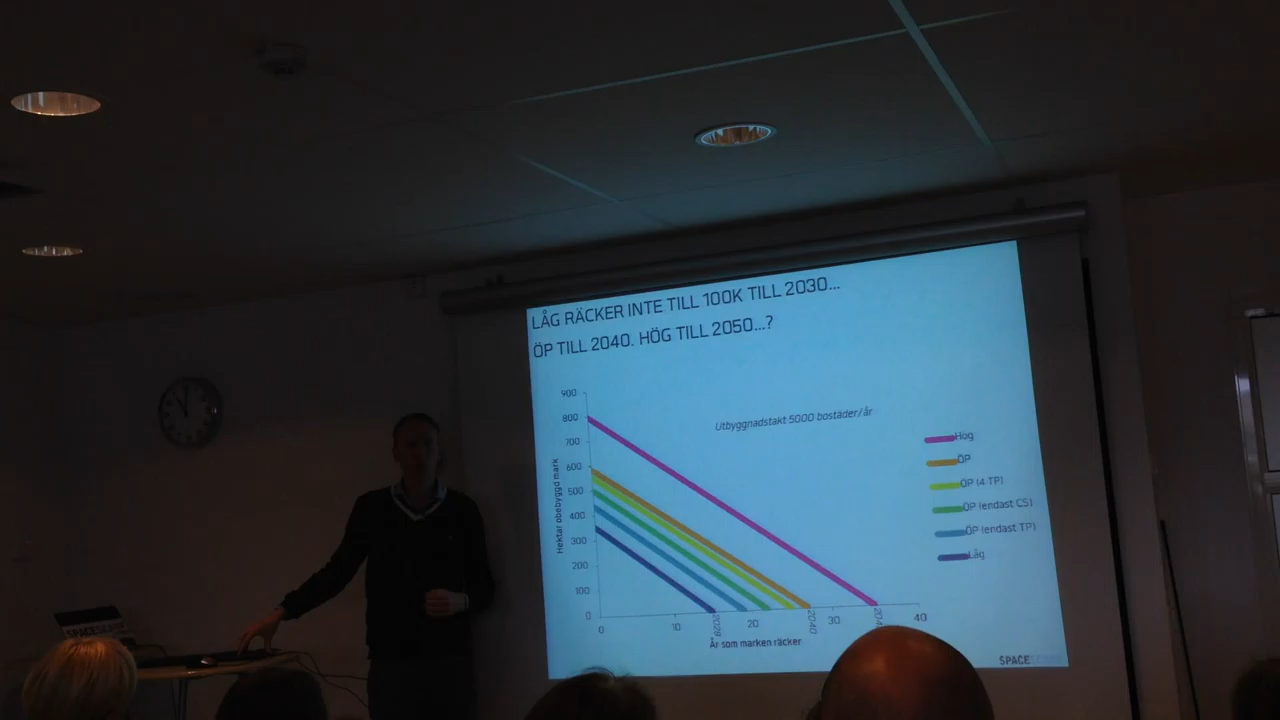 LÅG RÄCKER INTE TILL 100K TILL 2030...
ÖP TILL 2040. HÖG TILL 2050...?
Utbyggnadstakt 5000 bostäder/år
Hektar obebyggd mark
900
800
700
600
500
400
300
200
100
0
0
10
20
30
40
2029
2040
År som marken räcker
Hög
ÖP
ÖP (4 TP)
ÖP (endast CS)
ÖP (endast TP)
Låg
SPACE
SPACE